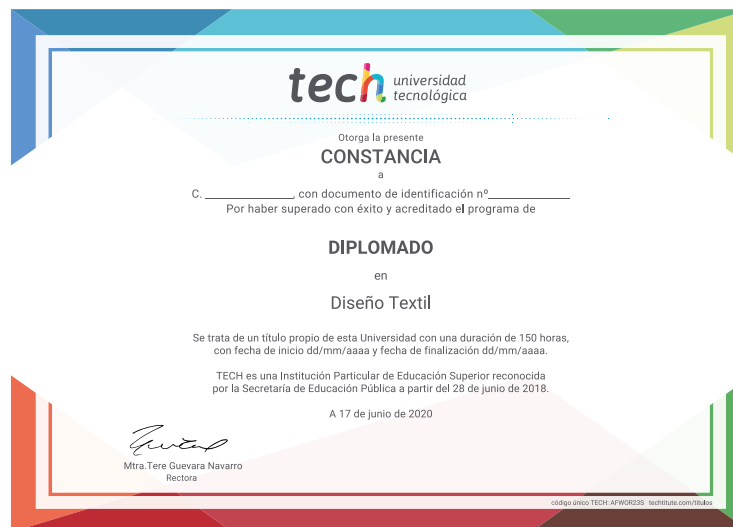 tech universidad
tecnológica
Otorga la presente
CONSTANCIA
a
C. ______________, con documento de identificación nº______________
Por haber superado con éxito y acreditado el programa de
DIPLOMADO
en
Diseño Textil
Se trata de un título propio de esta Universidad con una duración de 150 horas,
con fecha de inicio dd/mm/aaaa y fecha de finalización dd/mm/aaaa.
TECH es una Institución Particular de Educación Superior reconocida
por la Secretaría de Educación Pública a partir del 28 de junio de 2018.
A 17 de junio de 2020
Mtra.Tere Guevara Navarro
Rectora
código único TECH: AFWOR23S techtitute.com/titulos